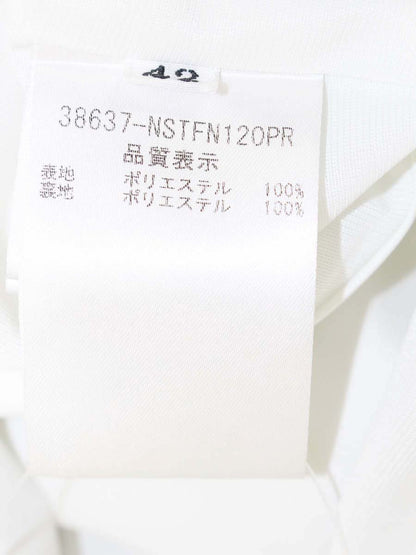 42
38637-NSTFN120PR
品質表示
表地 ポリエステル 100%
裏地 ポリエステル 100%